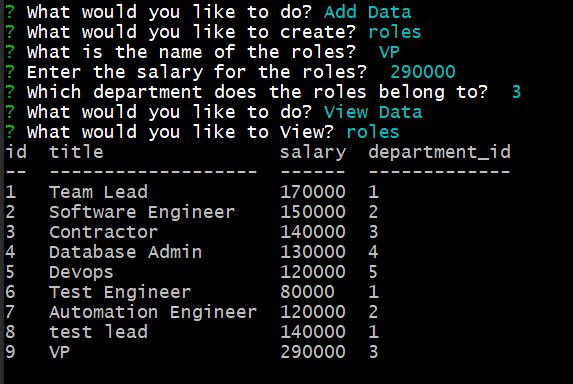 ? What would you like to do? Add Data
? What would you like to create? roles
? What is the name of the roles?  VP
? Enter the salary for the roles?  290000
? Which department does the roles belong to?  3
? What would you like to do? View Data
? What would you like to View? roles
id  title                salary  department_id
--  -------------------  ------  -------------
1   Team Lead            170000  1
2   Software Engineer    150000  2
3   Contractor           140000  3
4   Database Admin       130000  4
5   Devops               120000  5
6   Test Engineer        80000   1
7   Automation Engineer  120000  2
8   test lead            140000  1
9   VP                   290000  3